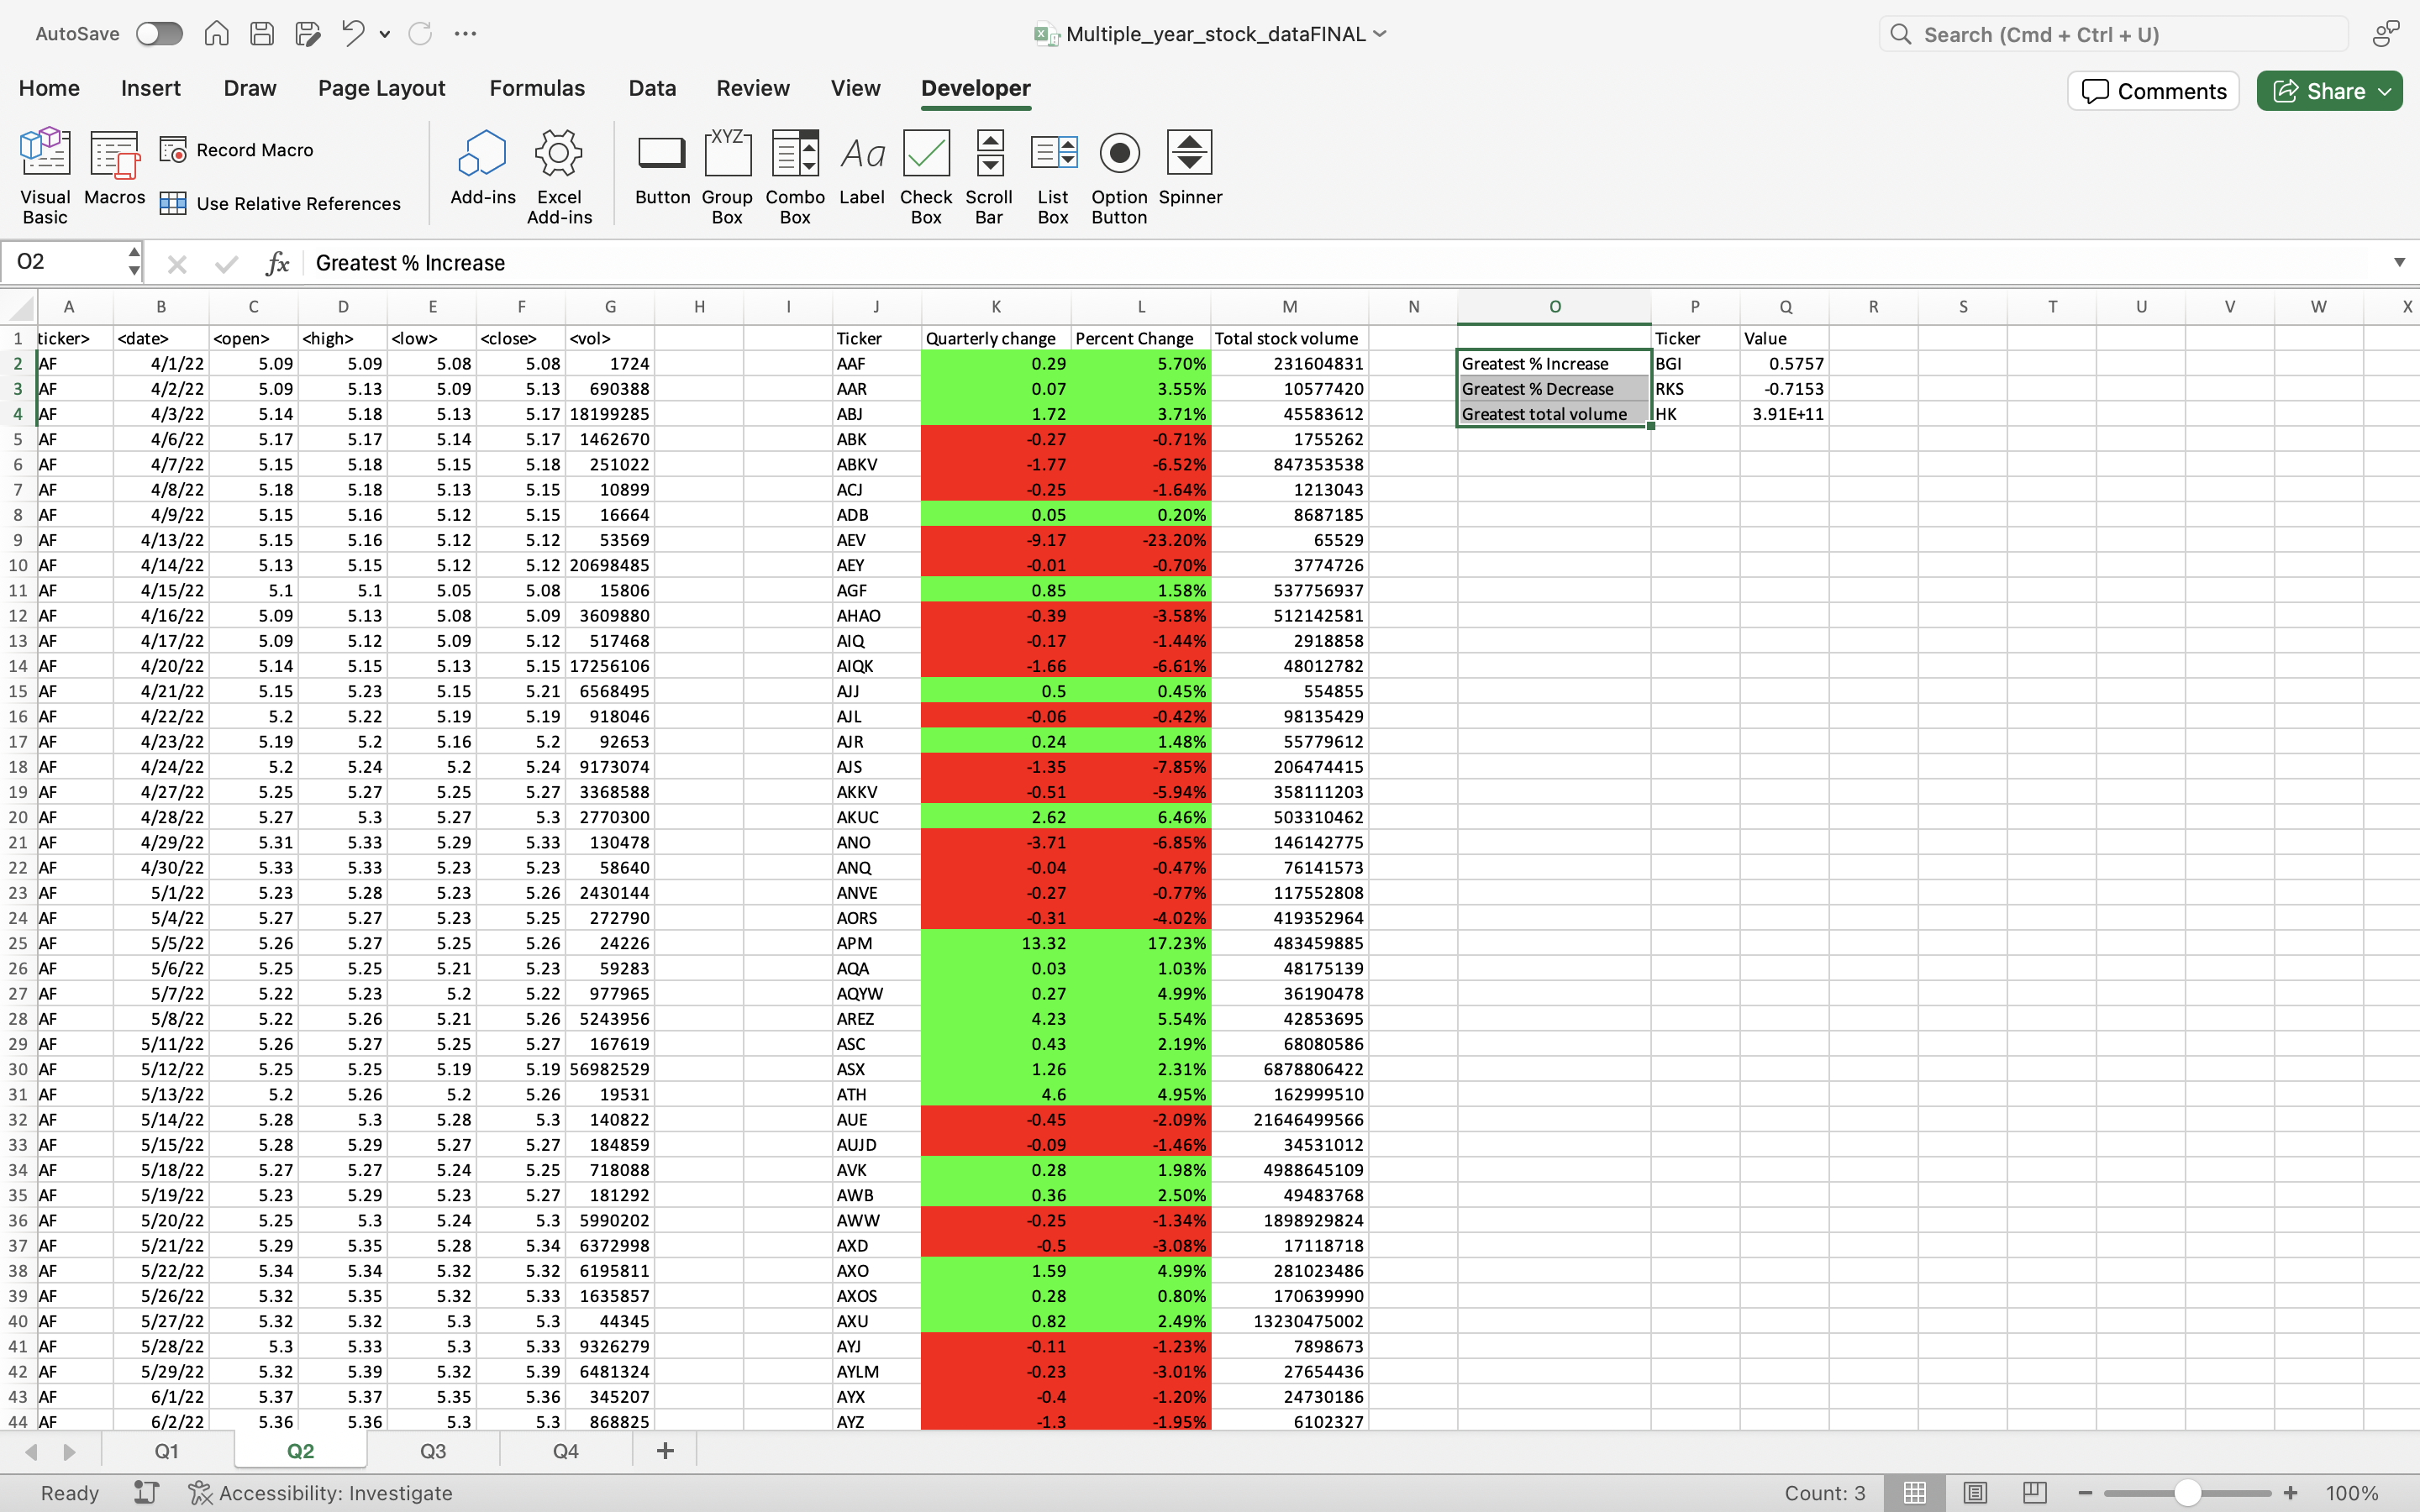 AutoSave
Multiple_year_stock_dataFINAL
Search (Cmd + Ctrl + U)
Home Insert Draw Page Layout Formulas Data Review View Developer Comments Share
Visual Basic Macros Record Macro Use Relative References Add-ins Excel Add-ins Button XYZ Group Box Combo Box Aa Label Check Box Scroll Bar List Box Option Button Spinner
O2 fx Greatest % Increase
A B C D E F G H I J K L M N O P Q R S T U V W X
1 ticker> <date> <open> <high> <low> <close> <vol> Ticker Quarterly change Percent Change Total stock volume Ticker Value
2 AF 4/1/22 5.09 5.09 5.08 5.08 1724 AAF 0.29 5.70% 231604831 Greatest % Increase BGI 0.5757
3 AF 4/2/22 5.09 5.13 5.09 5.13 690388 AAR 0.07 3.55% 10577420 Greatest % Decrease RKS -0.7153
4 AF 4/3/22 5.14 5.18 5.13 5.17 18199285 ABJ 1.72 3.71% 45583612 Greatest total volume HK 3.91E+11
5 AF 4/6/22 5.17 5.17 5.14 5.17 1462670 ABK -0.27 -0.71% 1755262
6 AF 4/7/22 5.15 5.18 5.15 5.18 251022 ABKV -1.77 -6.52% 847353538
7 AF 4/8/22 5.18 5.18 5.13 5.15 10899 ACJ -0.25 -1.64% 1213043
8 AF 4/9/22 5.15 5.16 5.12 5.15 16664 ADB 0.05 0.20% 8687185
9 AF 4/13/22 5.15 5.16 5.12 5.12 53569 AEV -9.17 -23.20% 65529
10 AF 4/14/22 5.13 5.15 5.12 5.12 20698485 AEY -0.01 -0.70% 3774726
11 AF 4/15/22 5.1 5.1 5.05 5.08 15806 AGF 0.85 1.58% 537756937
12 AF 4/16/22 5.09 5.13 5.08 5.09 3609880 AHAO -0.39 -3.58% 512142581
13 AF 4/17/22 5.09 5.12 5.09 5.12 517468 AIQ -0.17 -1.44% 2918858
14 AF 4/20/22 5.14 5.15 5.13 5.15 17256106 AIQK -1.66 -6.61% 48012782
15 AF 4/21/22 5.15 5.23 5.15 5.21 6568495 AJJ 0.5 0.45% 554855
16 AF 4/22/22 5.2 5.22 5.19 5.19 918046 AJL -0.06 -0.42% 98135429
17 AF 4/23/22 5.19 5.2 5.16 5.2 92653 AJR 0.24 1.48% 55779612
18 AF 4/24/22 5.2 5.24 5.2 5.24 9173074 AJS -1.35 -7.85% 206474415
19 AF 4/27/22 5.25 5.27 5.25 5.27 3368588 AKKV -0.51 -5.94% 358111203
20 AF 4/28/22 5.27 5.3 5.27 5.3 2770300 AKUC 2.62 6.46% 503310462
21 AF 4/29/22 5.31 5.33 5.29 5.33 130478 ANO -3.71 -6.85% 146142775
22 AF 4/30/22 5.33 5.33 5.23 5.23 58640 ANQ -0.04 -0.47% 76141573
23 AF 5/1/22 5.23 5.28 5.23 5.26 2430144 ANVE -0.27 -0.77% 117552808
24 AF 5/4/22 5.27 5.27 5.23 5.25 272790 AORS -0.31 -4.02% 419352964
25 AF 5/5/22 5.26 5.27 5.25 5.26 24226 APM 13.32 17.23% 483459885
26 AF 5/6/22 5.25 5.25 5.21 5.23 59283 AQA 0.03 1.03% 48175139
27 AF 5/7/22 5.22 5.23 5.2 5.22 977965 AQYW 0.27 4.99% 36190478
28 AF 5/8/22 5.22 5.26 5.21 5.26 5243956 AREZ 4.23 5.54% 42853695
29 AF 5/11/22 5.26 5.27 5.25 5.27 167619 ASC 0.43 2.19% 68080586
30 AF 5/12/22 5.25 5.25 5.19 5.19 56982529 ASX 1.26 2.31% 6878806422
31 AF 5/13/22 5.2 5.26 5.2 5.26 19531 ATH 4.6 4.95% 162999510
32 AF 5/14/22 5.28 5.3 5.28 5.3 140822 AUE -0.45 -2.09% 21646499566
33 AF 5/15/22 5.28 5.29 5.27 5.27 184859 AUJD -0.09 -1.46% 34531012
34 AF 5/18/22 5.27 5.27 5.24 5.25 718088 AVK 0.28 1.98% 4988645109
35 AF 5/19/22 5.23 5.29 5.23 5.27 181292 AWB 0.36 2.50% 49483768
36 AF 5/20/22 5.25 5.3 5.24 5.3 5990202 AWW -0.25 -1.34% 1898929824
37 AF 5/21/22 5.29 5.35 5.28 5.34 6372998 AXD -0.5 -3.08% 17118718
38 AF 5/22/22 5.34 5.34 5.32 5.32 6195811 AXO 1.59 4.99% 281023486
39 AF 5/26/22 5.32 5.35 5.32 5.33 1635857 AXOS 0.28 0.80% 170639990
40 AF 5/27/22 5.32 5.32 5.3 5.3 44345 AXU 0.82 2.49% 13230475002
41 AF 5/28/22 5.3 5.33 5.3 5.33 9326279 AYJ -0.11 -1.23% 7898673
42 AF 5/29/22 5.32 5.39 5.32 5.39 6481324 AYLM -0.23 -3.01% 27654436
43 AF 6/1/22 5.37 5.37 5.35 5.36 345207 AYX -0.4 -1.20% 24730186
44 AF 6/2/22 5.36 5.36 5.3 5.3 868825 AYZ -1.3 -1.95% 6102327
Q1 Q2 Q3 Q4 +
Ready Accessibility: Investigate Count: 3 100%